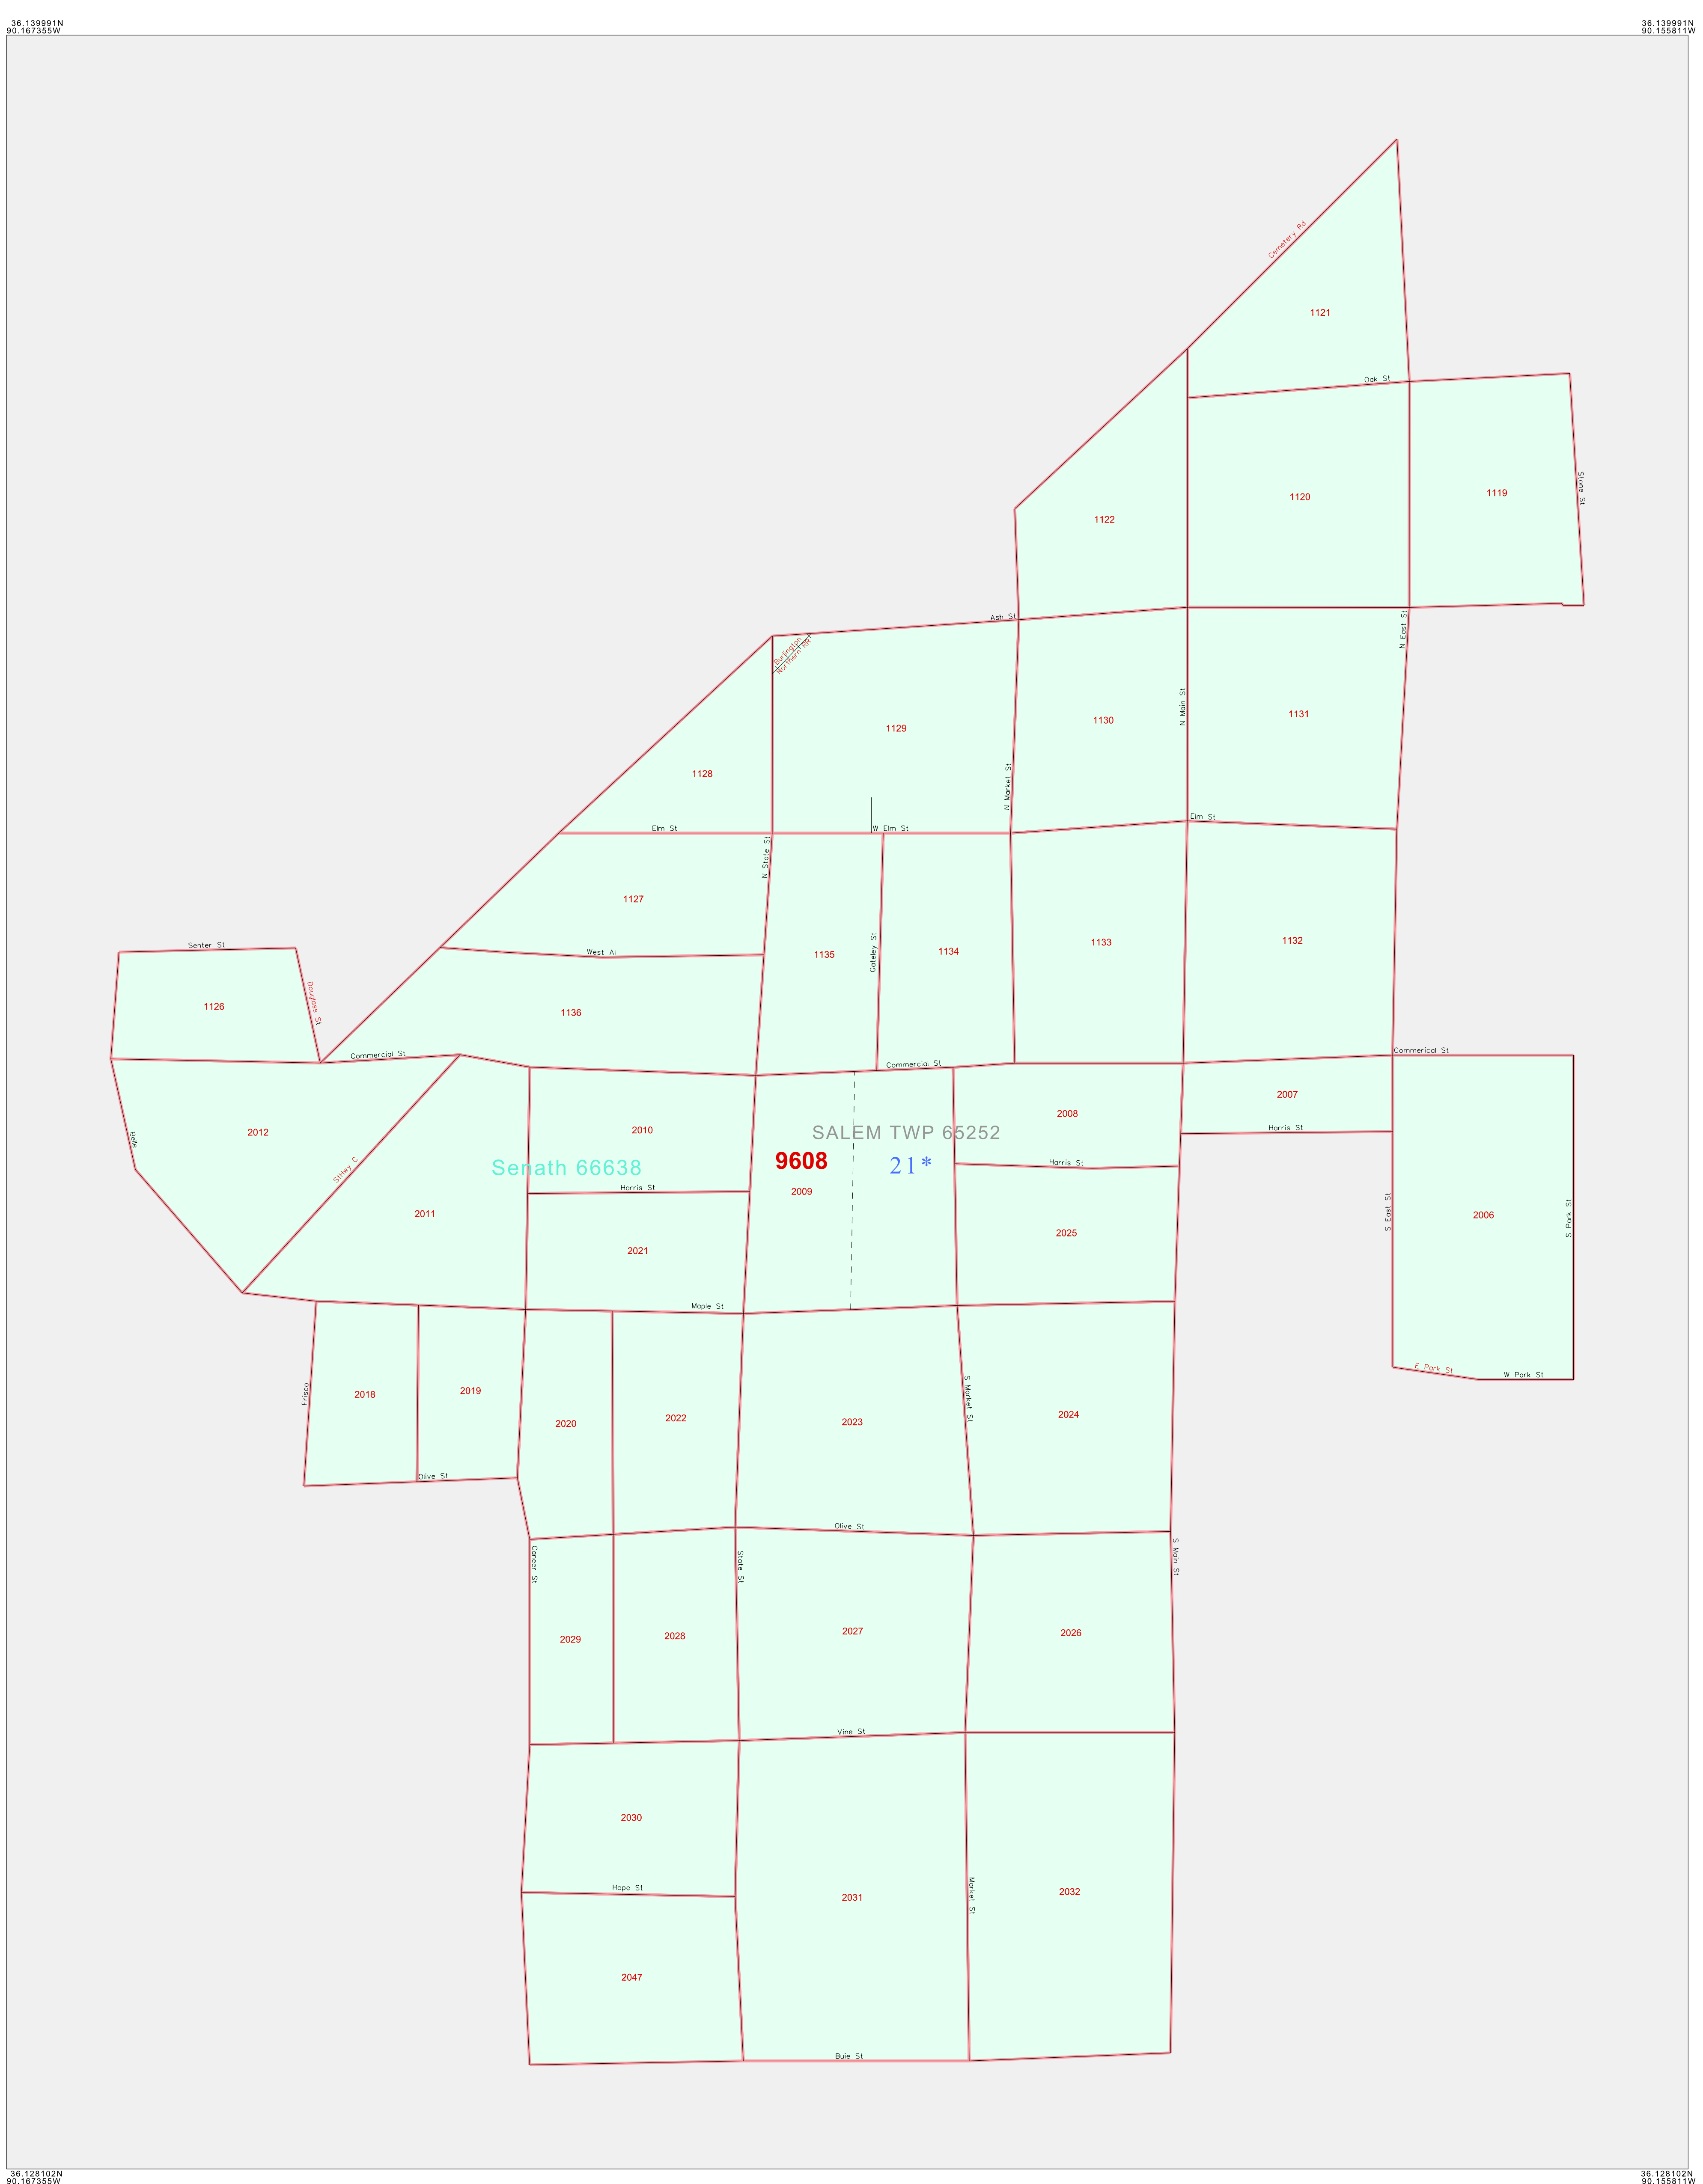 36.139991N
90.167355W
36.139991N
90.155811W
Cemetery Rd
1121
Oak St
1120
1119
Stone St
1122
Ash St
N East St
Burlington
Northern RR
1129
1130
N Main St
1131
1128
N Market St
Elm St
W Elm St
Elm St
N State St
1127
West Al
1135
Gateley St
1134
1133
1132
Senter St
1126
Douglass St
1136
Commercial St
Commercial St
Commerical St
2007
2008
2010
SALEM TWP 65252
Harris St
Belle
2012
StHwy C
Senath 66638
9608
21*
Harris St
Harris St
2009
2011
S East St
2006
S Park St
2021
2025
Maple St
E Park St
W Park St
Frisco
2018
2019
2020
2022
2023
S Market St
2024
Olive St
Olive St
Caneer St
State St
S Main St
2029
2028
2027
2026
Vine St
2030
Hope St
2031
Market St
2032
2047
Buie St
36.128102N
90.167355W
36.128102N
90.155811W